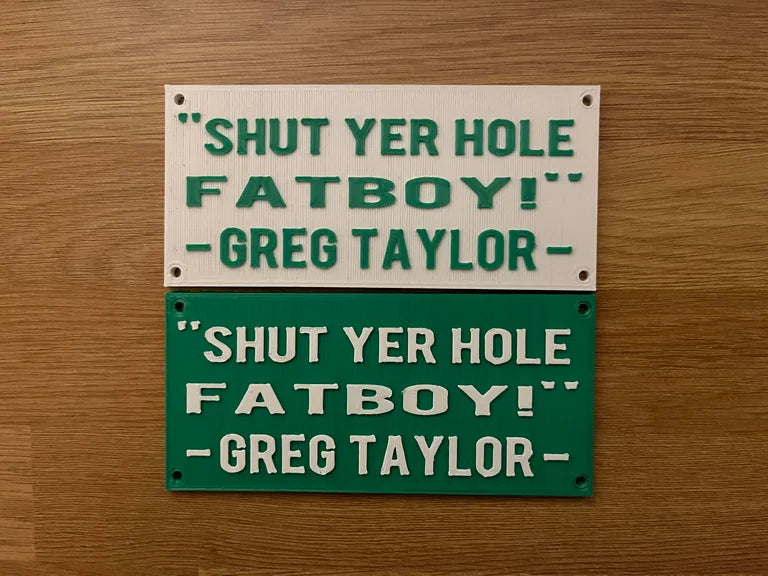 "SHUT YER HOLE
FATBOY!"
-GREG TAYLOR-
"SHUT YER HOLE
FATBOY!"
-GREG TAYLOR-